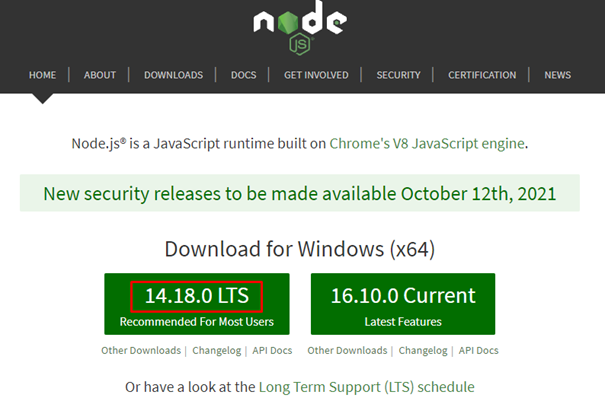 node
JS
HOME ABOUT DOWNLOADS DOCS GET INVOLVED SECURITY CERTIFICATION NEWS
Node.js® is a JavaScript runtime built on Chrome's V8 JavaScript engine.
New security releases to be made available October 12th, 2021
Download for Windows (x64)
14.18.0 LTS
Recommended For Most Users
16.10.0 Current
Latest Features
Other Downloads | Changelog | API Docs
Other Downloads | Changelog | API Docs
Or have a look at the Long Term Support (LTS) schedule